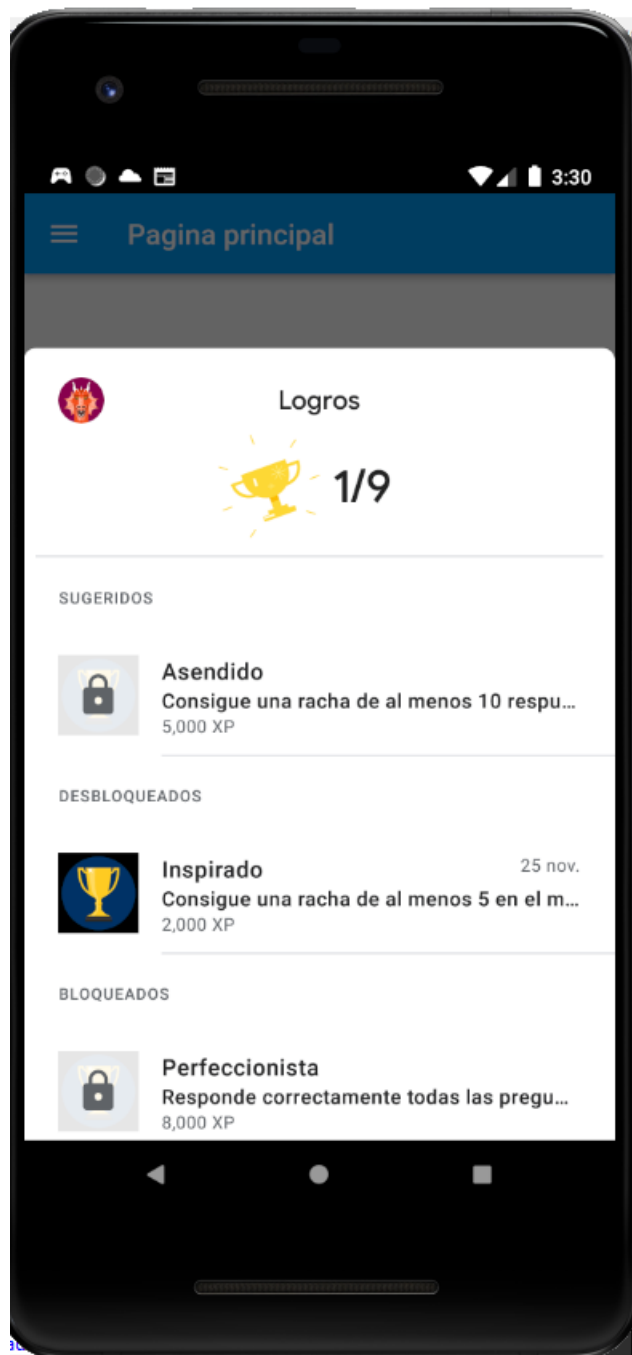 3:30
Pagina principal
Logros
1/9
SUGERIDOS
Asendido
Consigue una racha de al menos 10 respu...
5,000 XP
DESBLOQUEADOS
Inspirado
25 nov.
Consigue una racha de al menos 5 en el m...
2,000 XP
BLOQUEADOS
Perfeccionista
Responde correctamente todas las pregu...
8,000 XP